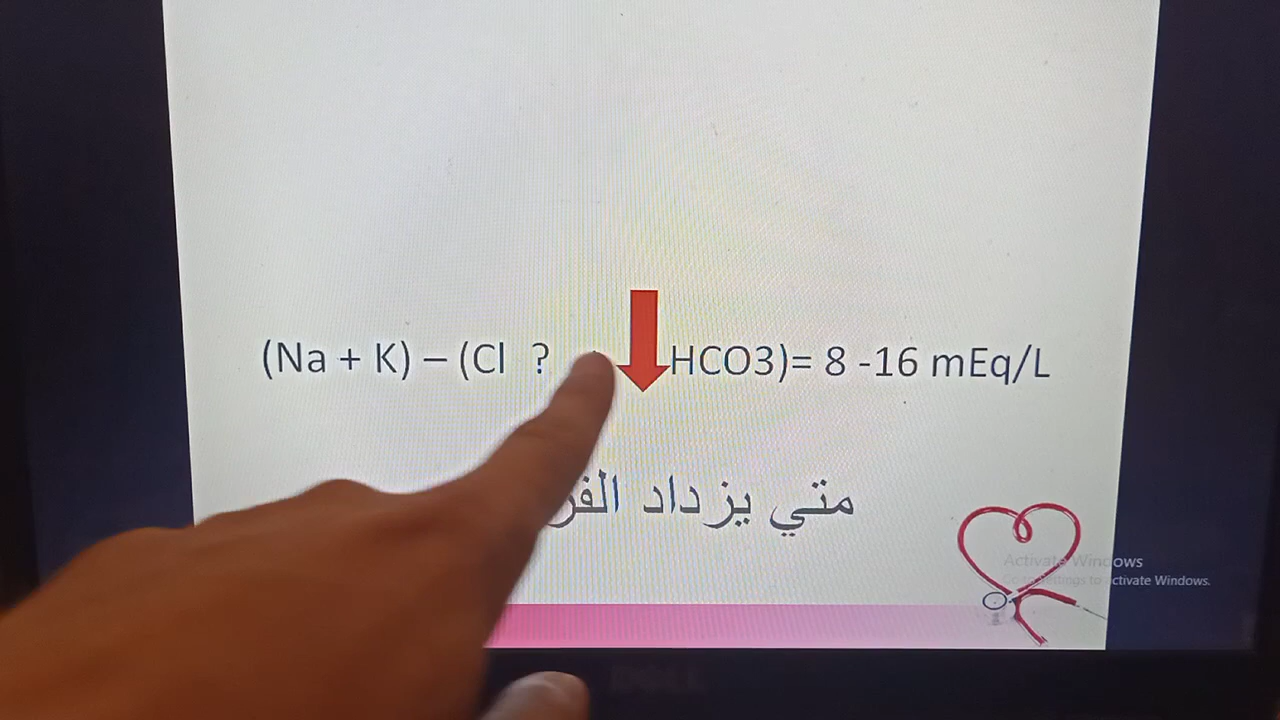 (Na + K) – (Cl ? HCO3)= 8 -16 mEq/L
متي يزداد
Activate Windows